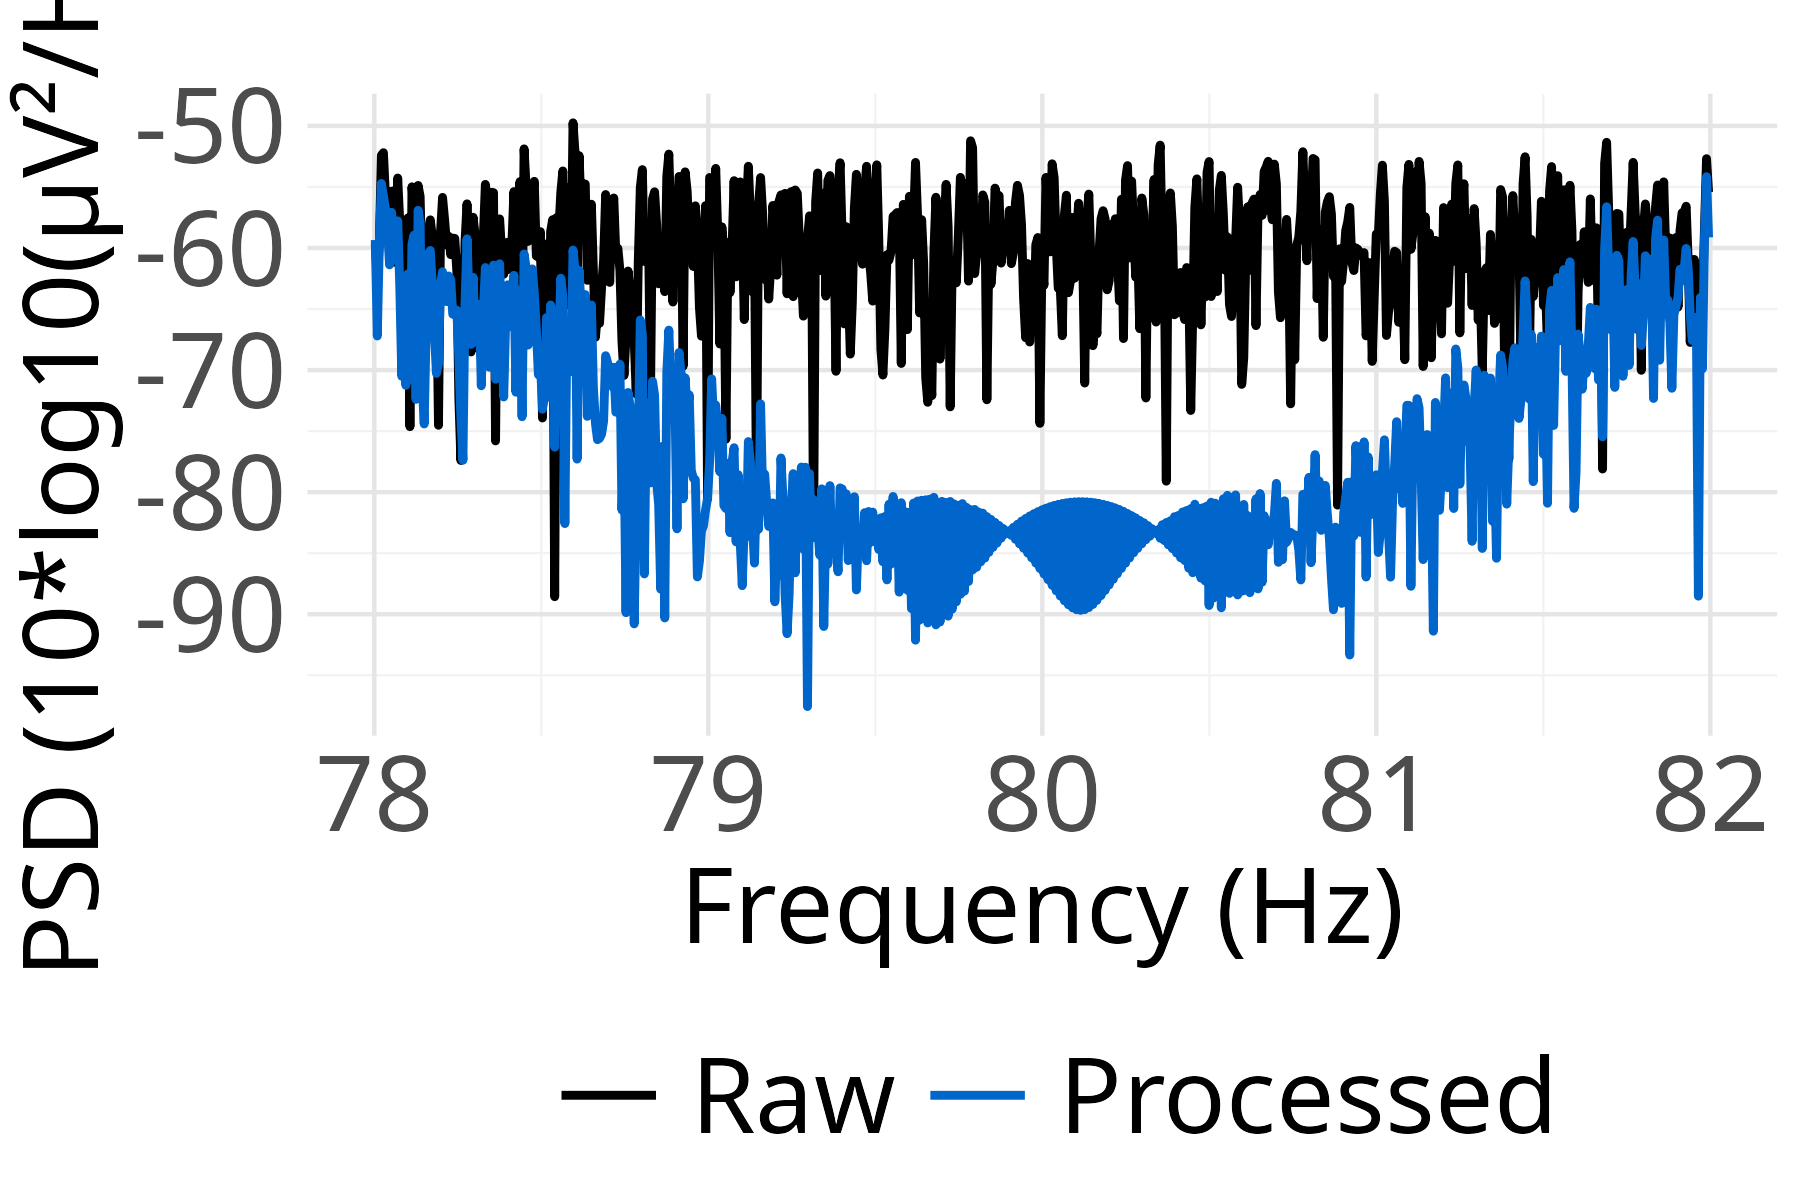 PSD (10*log10(μV²/H
-50
-60
-70
-80
-90
78 79 80 81 82
Frequency (Hz)
Raw Processed